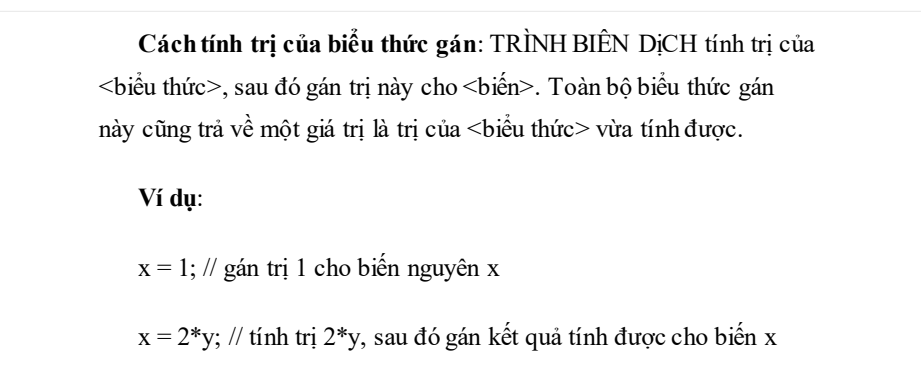 Cách tính trị của biểu thức gán: TRÌNH BIÊN DịCH tính trị của
<biểu thức>, sau đó gán trị này cho <biến>. Toàn bộ biểu thức gán
này cũng trả về một giá trị là trị của <biểu thức> vừa tính được.
Ví dụ:
x = 1; // gán trị 1 cho biến nguyên x
x = 2*y; // tính trị 2*y, sau đó gán kết quả tính được cho biến x